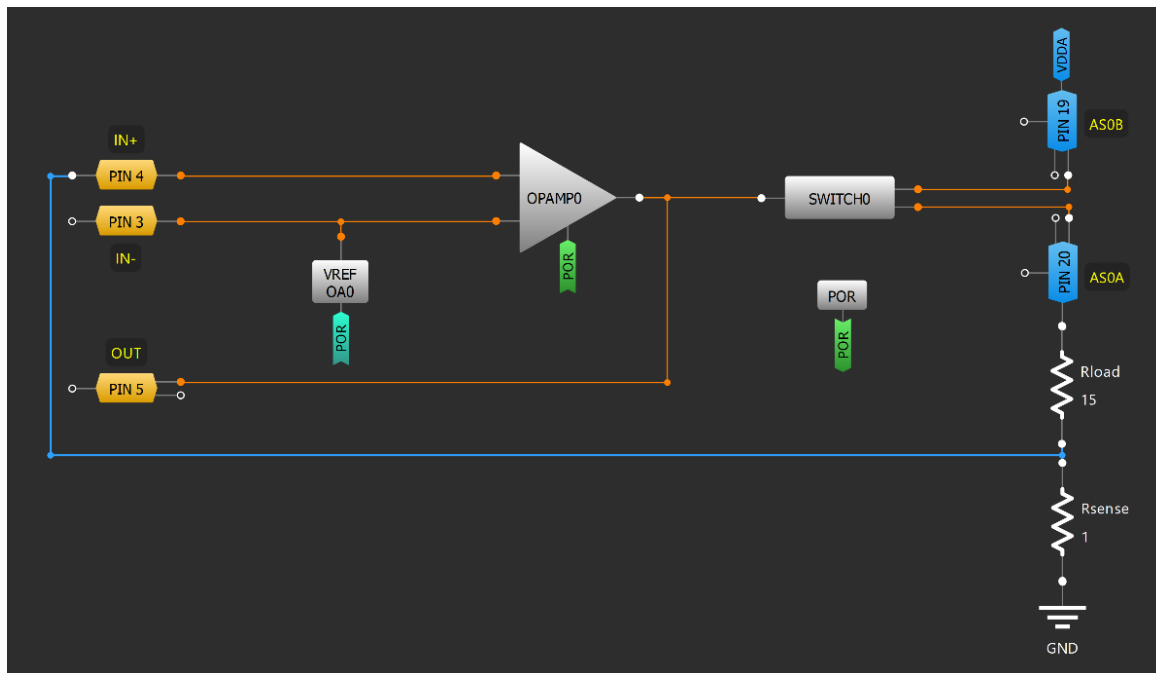 VDDA
PIN 19
AS0B
IN+
PIN 4
OPAMP0
SWITCH0
PIN 3
IN-
VREF
OA0
POR
POR
POR
POR
PIN 20
AS0A
OUT
PIN 5
Rload
15
Rsense
1
GND